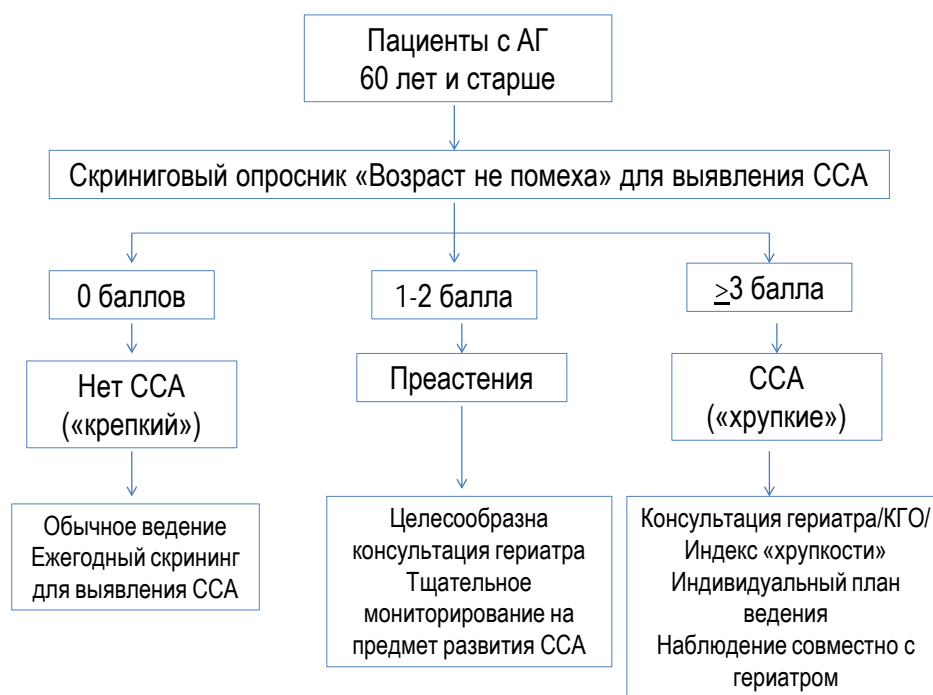 Пациенты с АГ
60 лет и старше
Скриниговый опросник «Возраст не помеха» для выявления ССА
0 баллов
1-2 балла
≥3 балла
Нет ССА
(«крепкий»)
Преастения
ССА
(«хрупкие»)
Обычное ведение
Ежегодный скрининг
для выявления ССА
Целесообразна
консультация гериатра
Тщательное
мониторирование на
предмет развития ССА
Консультация гериатра/КГО/
Индекс «хрупкости»
Индивидуальный план
ведения
Наблюдение совместно с
гериатром